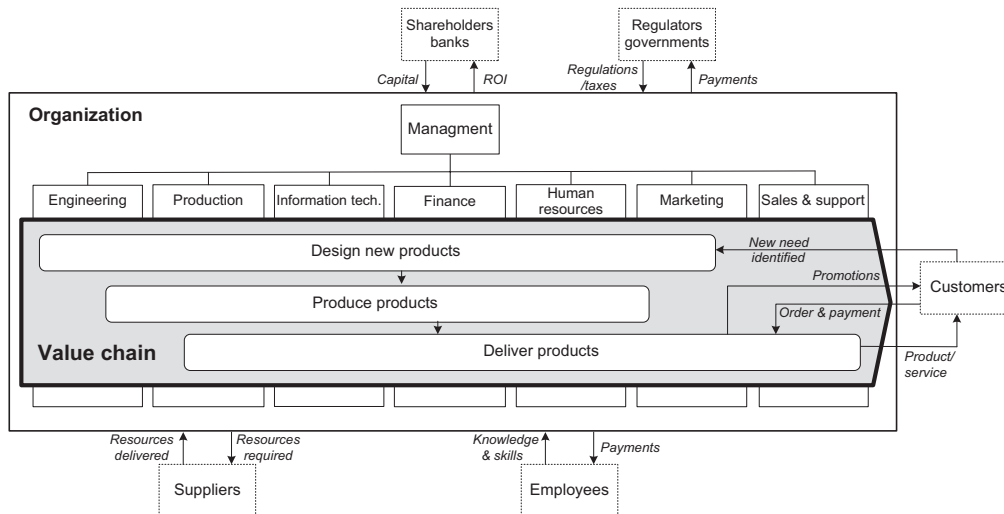 Shareholders
banks
Regulators
governments
Capital
ROI
Regulations
/taxes
Payments
Organization
Managment
Engineering
Production
Information tech.
Finance
Human
resources
Marketing
Sales & support
Design new products
New need
identified
Promotions
Customers
Produce products
Order & payment
Value chain
Deliver products
Product/
service
Resources
delivered
Resources
required
Knowledge
& skills
Payments
Suppliers
Employees